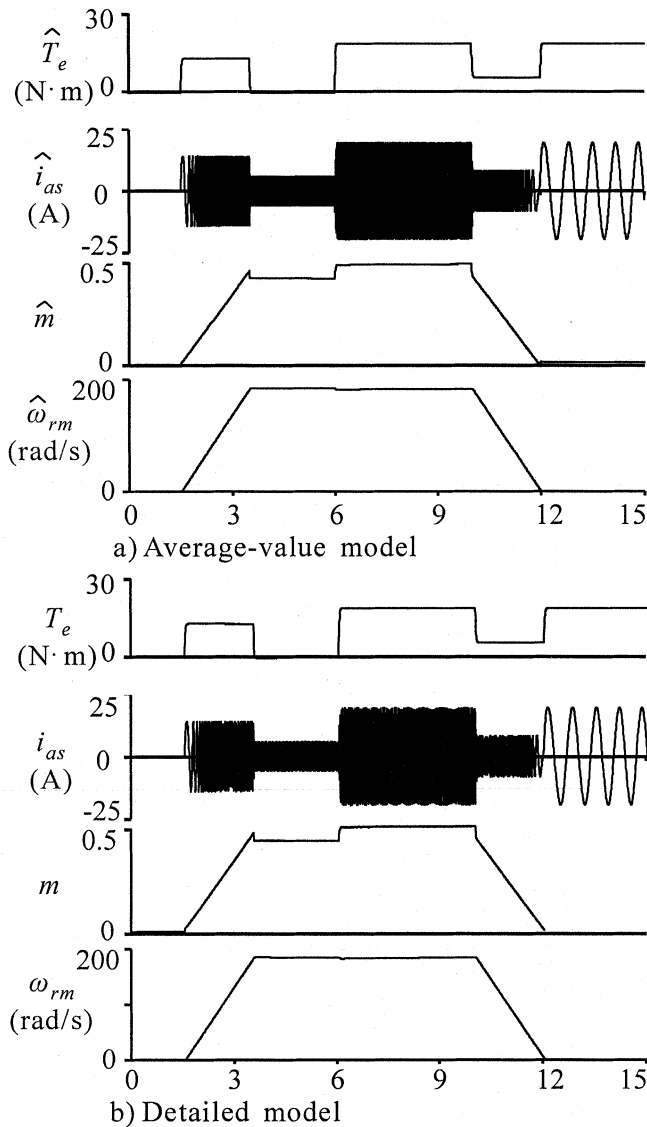 30
T̂e
(N·m) 0
25
îas 0
(A)
-25
0.5
m̂
0
200
ω̂rm
(rad/s)
0
0 3 6 9 12 15
a) Average-value model
30
Te
(N·m) 0
25
ias 0
(A)
-25
0.5
m
0
200
ωrm
(rad/s)
0
0 3 6 9 12 15
b) Detailed model